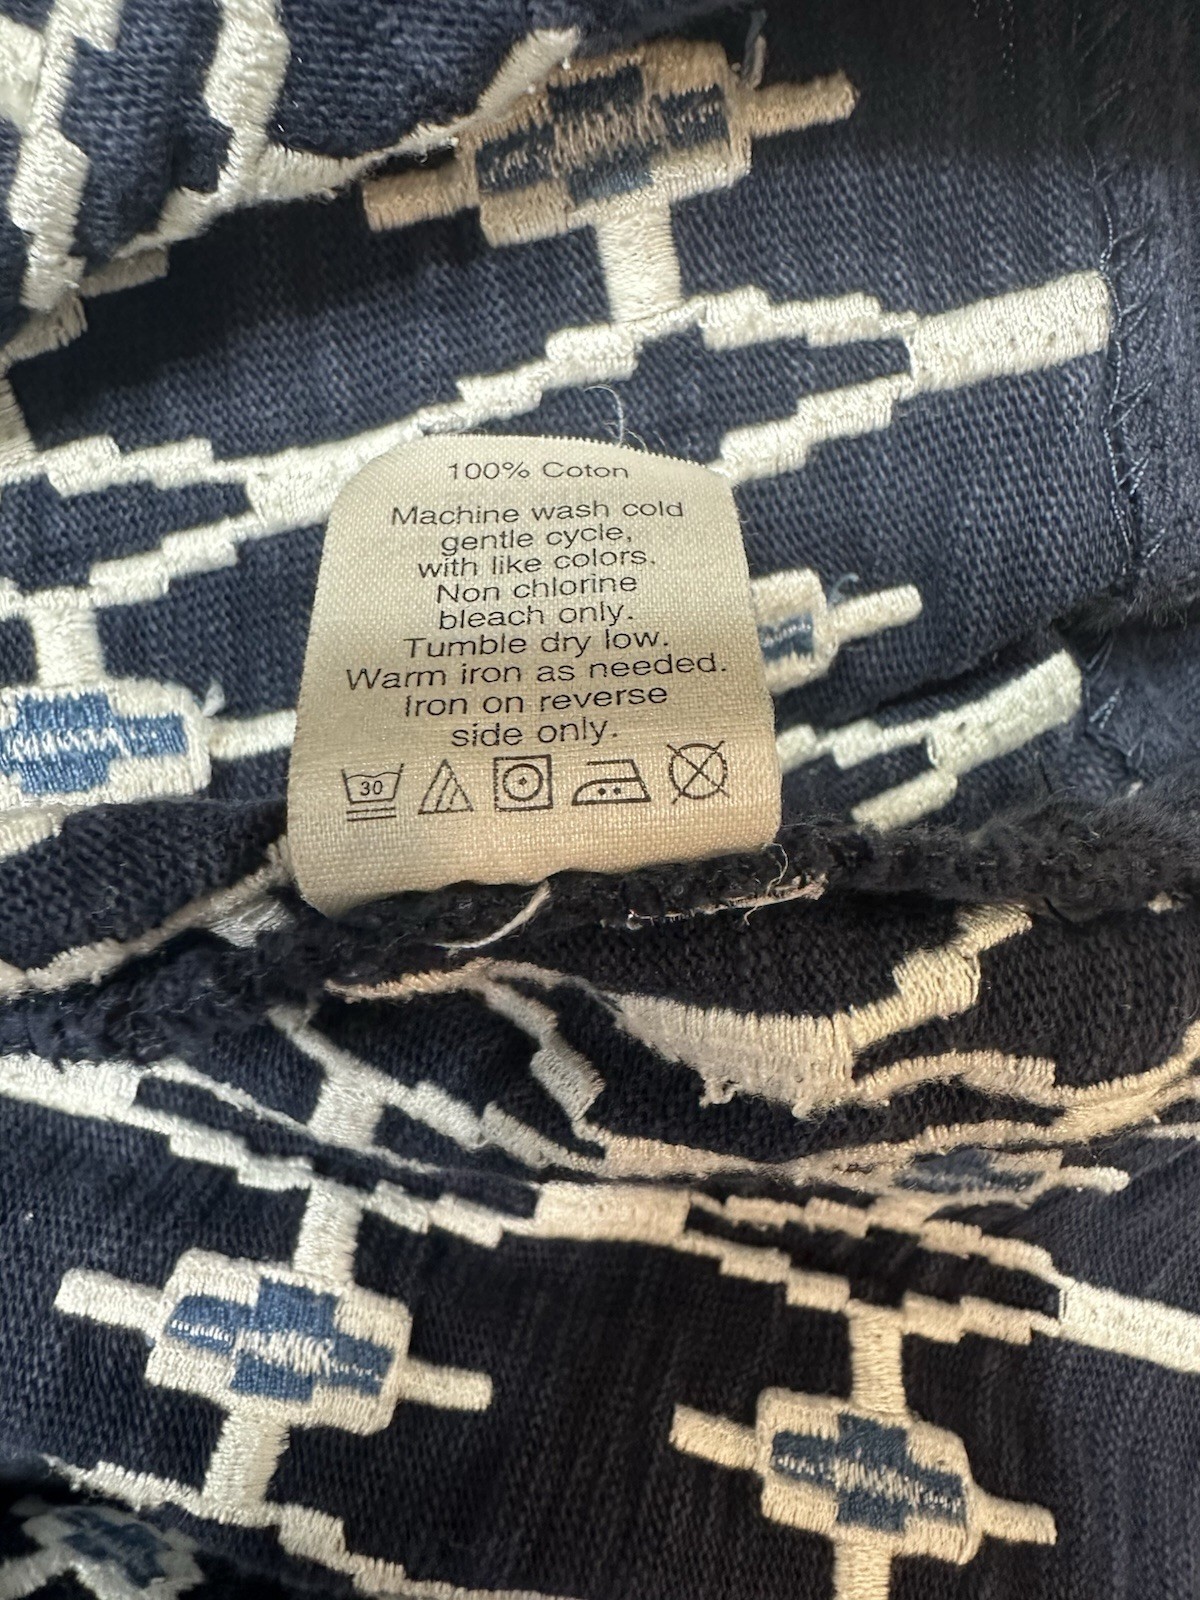 100% Coton
Machine wash cold
gentle cycle,
with like colors.
Non chlorine
bleach only.
Tumble dry low.
Warm iron as needed.
Iron on reverse
side only.
30